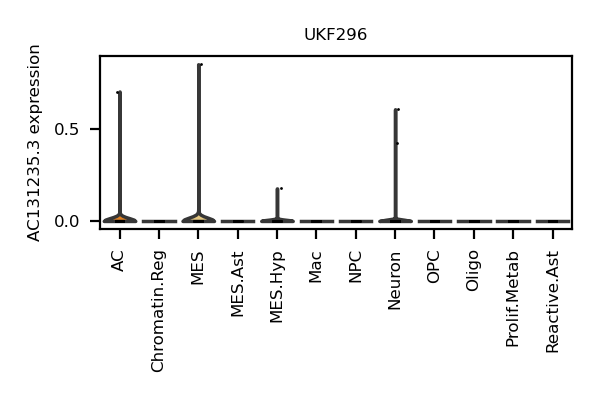 UKF296
AC131235.3 expression
0.5
0.0
AC
Chromatin.Reg
MES
MES.Ast
MES.Hyp
Mac
NPC
Neuron
OPC
Oligo
Prolif.Metab
Reactive.Ast